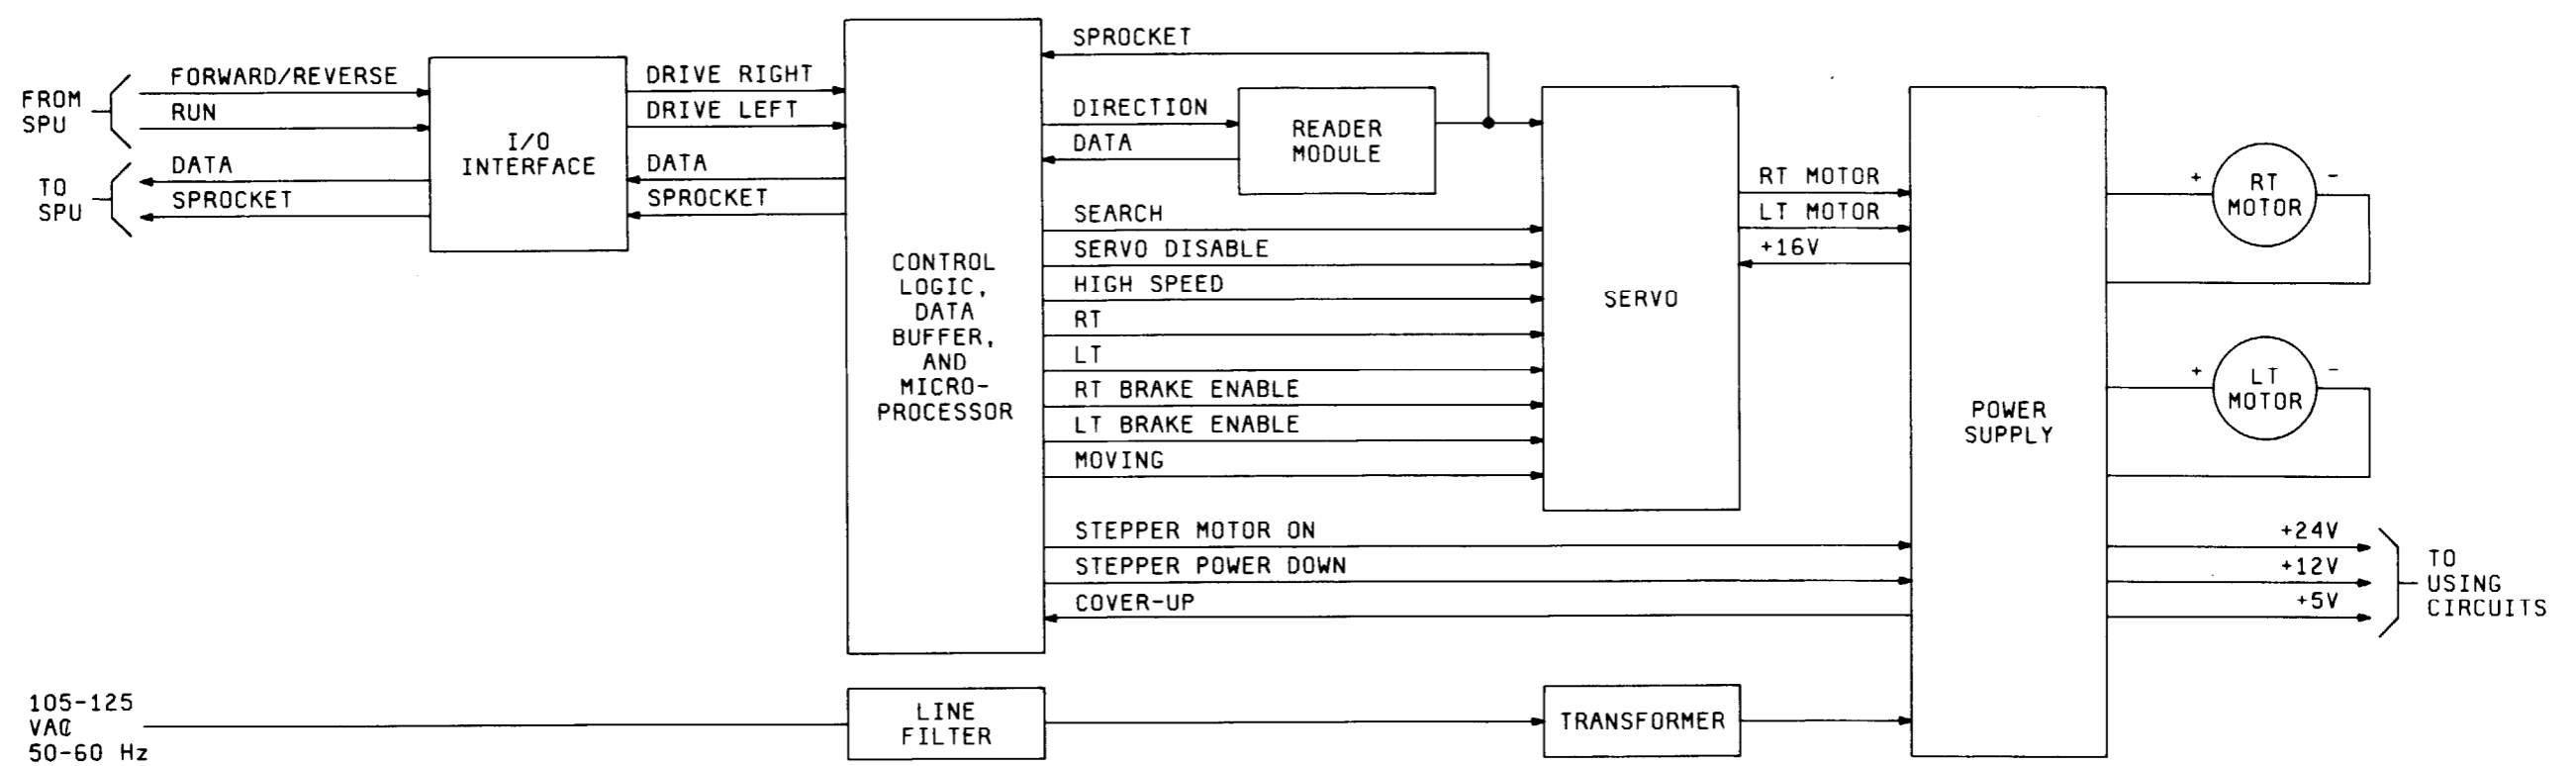 FROM
SPU
FORWARD/REVERSE
RUN
TO
SPU
DATA
SPROCKET
I/O
INTERFACE
DRIVE RIGHT
DRIVE LEFT
DATA
SPROCKET
CONTROL
LOGIC,
DATA
BUFFER,
AND
MICRO-
PROCESSOR
SPROCKET
DIRECTION
DATA
READER
MODULE
SEARCH
SERVO DISABLE
HIGH SPEED
RT
LT
RT BRAKE ENABLE
LT BRAKE ENABLE
MOVING
STEPPER MOTOR ON
STEPPER POWER DOWN
COVER-UP
SERVO
RT MOTOR
LT MOTOR
+16V
POWER
SUPPLY
+
RT
MOTOR
-
+
LT
MOTOR
-
+24V
+12V
+5V
TO
USING
CIRCUITS
105-125
VAC
50-60 Hz
LINE
FILTER
TRANSFORMER